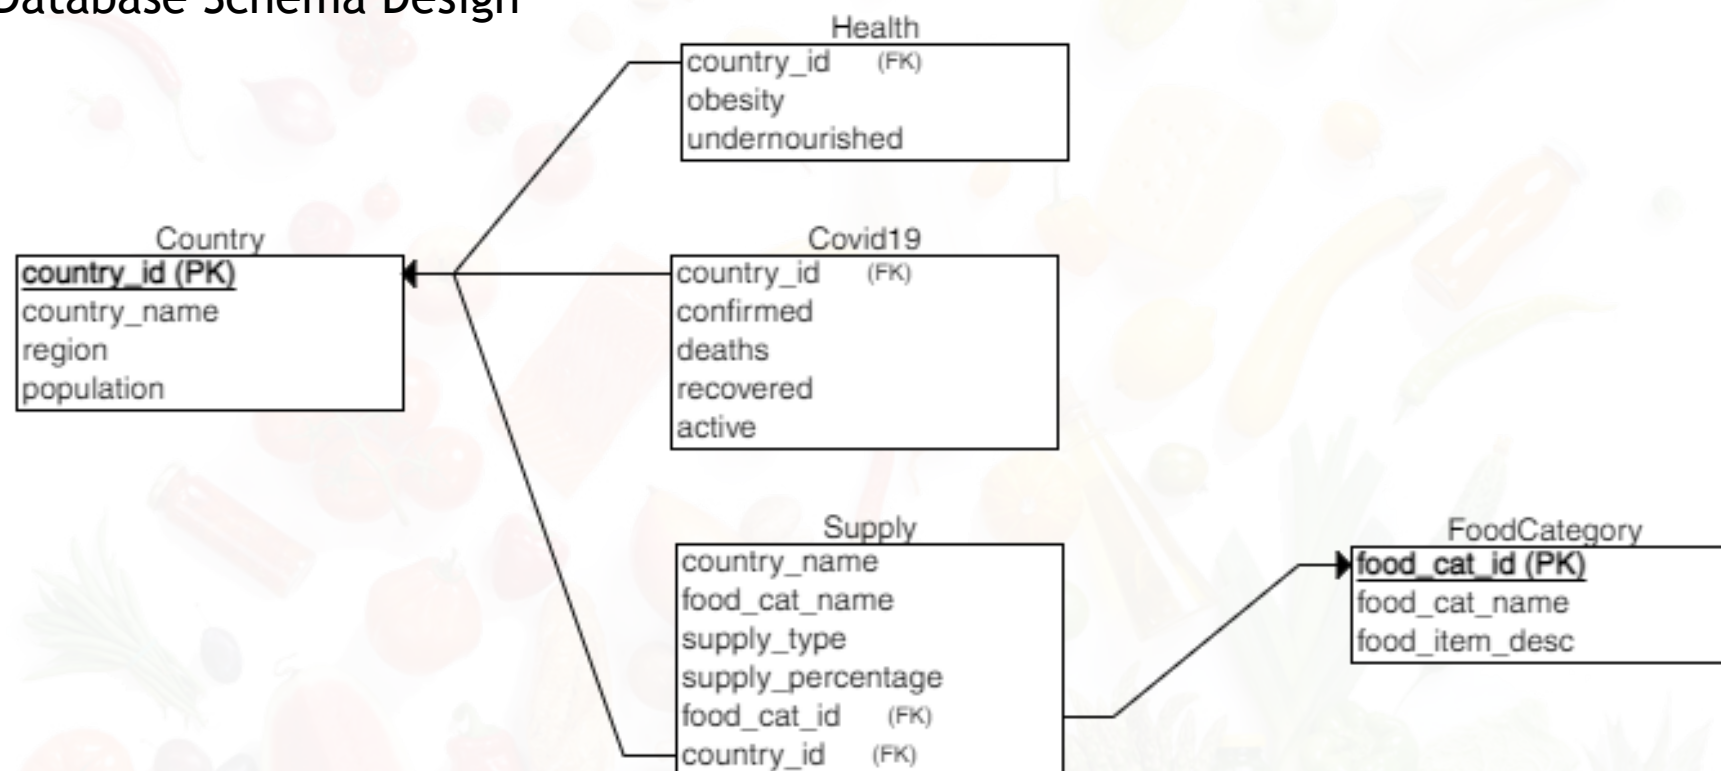 Database Schema Design
Health
country_id (FK)
obesity
undernourished
Country
country_id (PK)
country_name
region
population
Covid19
country_id (FK)
confirmed
deaths
recovered
active
Supply
country_name
food_cat_name
supply_type
supply_percentage
food_cat_id (FK)
country_id (FK)
FoodCategory
food_cat_id (PK)
food_cat_name
food_item_desc